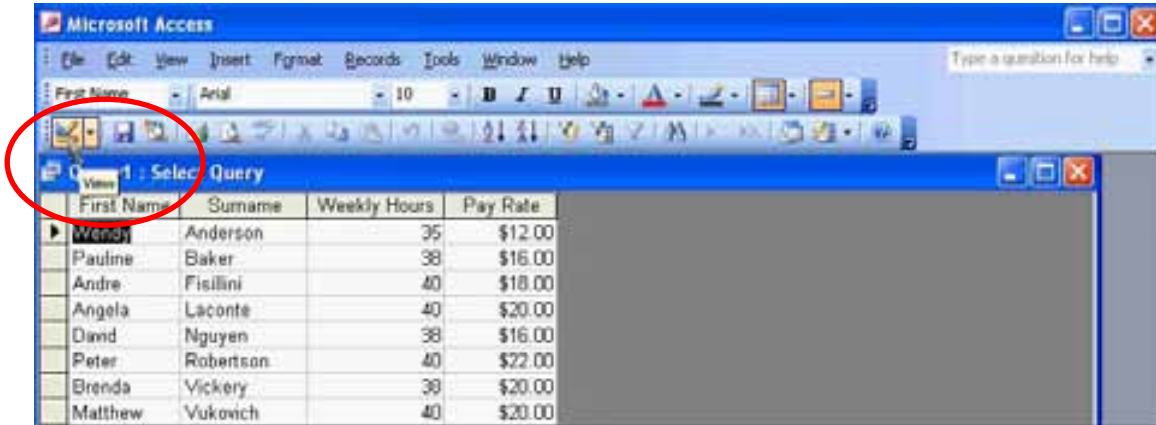 Microsoft Access
File Edit View Insert Format Records Tools Window Help Type a question for help
First Name Arial 10 B I U
1 : Select Query
View
First Name Surname Weekly Hours Pay Rate
Wendy Anderson 35 $12.00
Pauline Baker 38 $16.00
Andre Fisillini 40 $18.00
Angela Laconte 40 $20.00
David Nguyen 38 $16.00
Peter Robertson 40 $22.00
Brenda Vickery 38 $20.00
Matthew Vukovich 40 $20.00